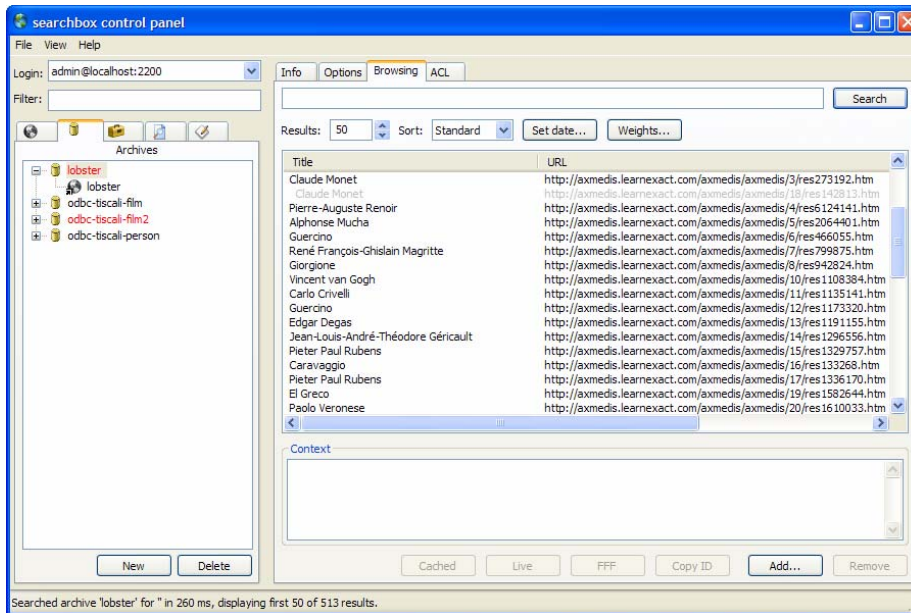 searchbox control panel
File View Help
Login: admin@localhost:2200
Filter:
Archives
lobster
lobster
odbc-tiscali-film
odbc-tiscali-film2
odbc-tiscali-person
New Delete
Info Options Browsing ACL
Search
Results: 50 Sort: Standard Set date... Weights...
Title URL
Claude Monet http://axmedis.learnexact.com/axmedis/axmedis/3/res273192.htm
Claude Monet http://axmedis.learnexact.com/axmedis/axmedis/18/res142813.htm
Pierre-Auguste Renoir http://axmedis.learnexact.com/axmedis/axmedis/4/res6124141.htm
Alphonse Mucha http://axmedis.learnexact.com/axmedis/axmedis/5/res2064401.htm
Guercino http://axmedis.learnexact.com/axmedis/axmedis/6/res466055.htm
René François-Ghislain Magritte http://axmedis.learnexact.com/axmedis/axmedis/7/res799875.htm
Giorgione http://axmedis.learnexact.com/axmedis/axmedis/8/res942824.htm
Vincent van Gogh http://axmedis.learnexact.com/axmedis/axmedis/10/res1108384.htm
Carlo Crivelli http://axmedis.learnexact.com/axmedis/axmedis/11/res1135141.htm
Guercino http://axmedis.learnexact.com/axmedis/axmedis/12/res1173320.htm
Edgar Degas http://axmedis.learnexact.com/axmedis/axmedis/13/res1191155.htm
Jean-Louis-André-Théodore Géricault http://axmedis.learnexact.com/axmedis/axmedis/14/res1296556.htm
Pieter Paul Rubens http://axmedis.learnexact.com/axmedis/axmedis/15/res1329757.htm
Caravaggio http://axmedis.learnexact.com/axmedis/axmedis/16/res133268.htm
Pieter Paul Rubens http://axmedis.learnexact.com/axmedis/axmedis/17/res1336170.htm
El Greco http://axmedis.learnexact.com/axmedis/axmedis/19/res1582644.htm
Paolo Veronese http://axmedis.learnexact.com/axmedis/axmedis/20/res1610033.htm
Context
Cached Live FFF Copy ID Add... Remove
Searched archive 'lobster' for '' in 260 ms, displaying first 50 of 513 results.